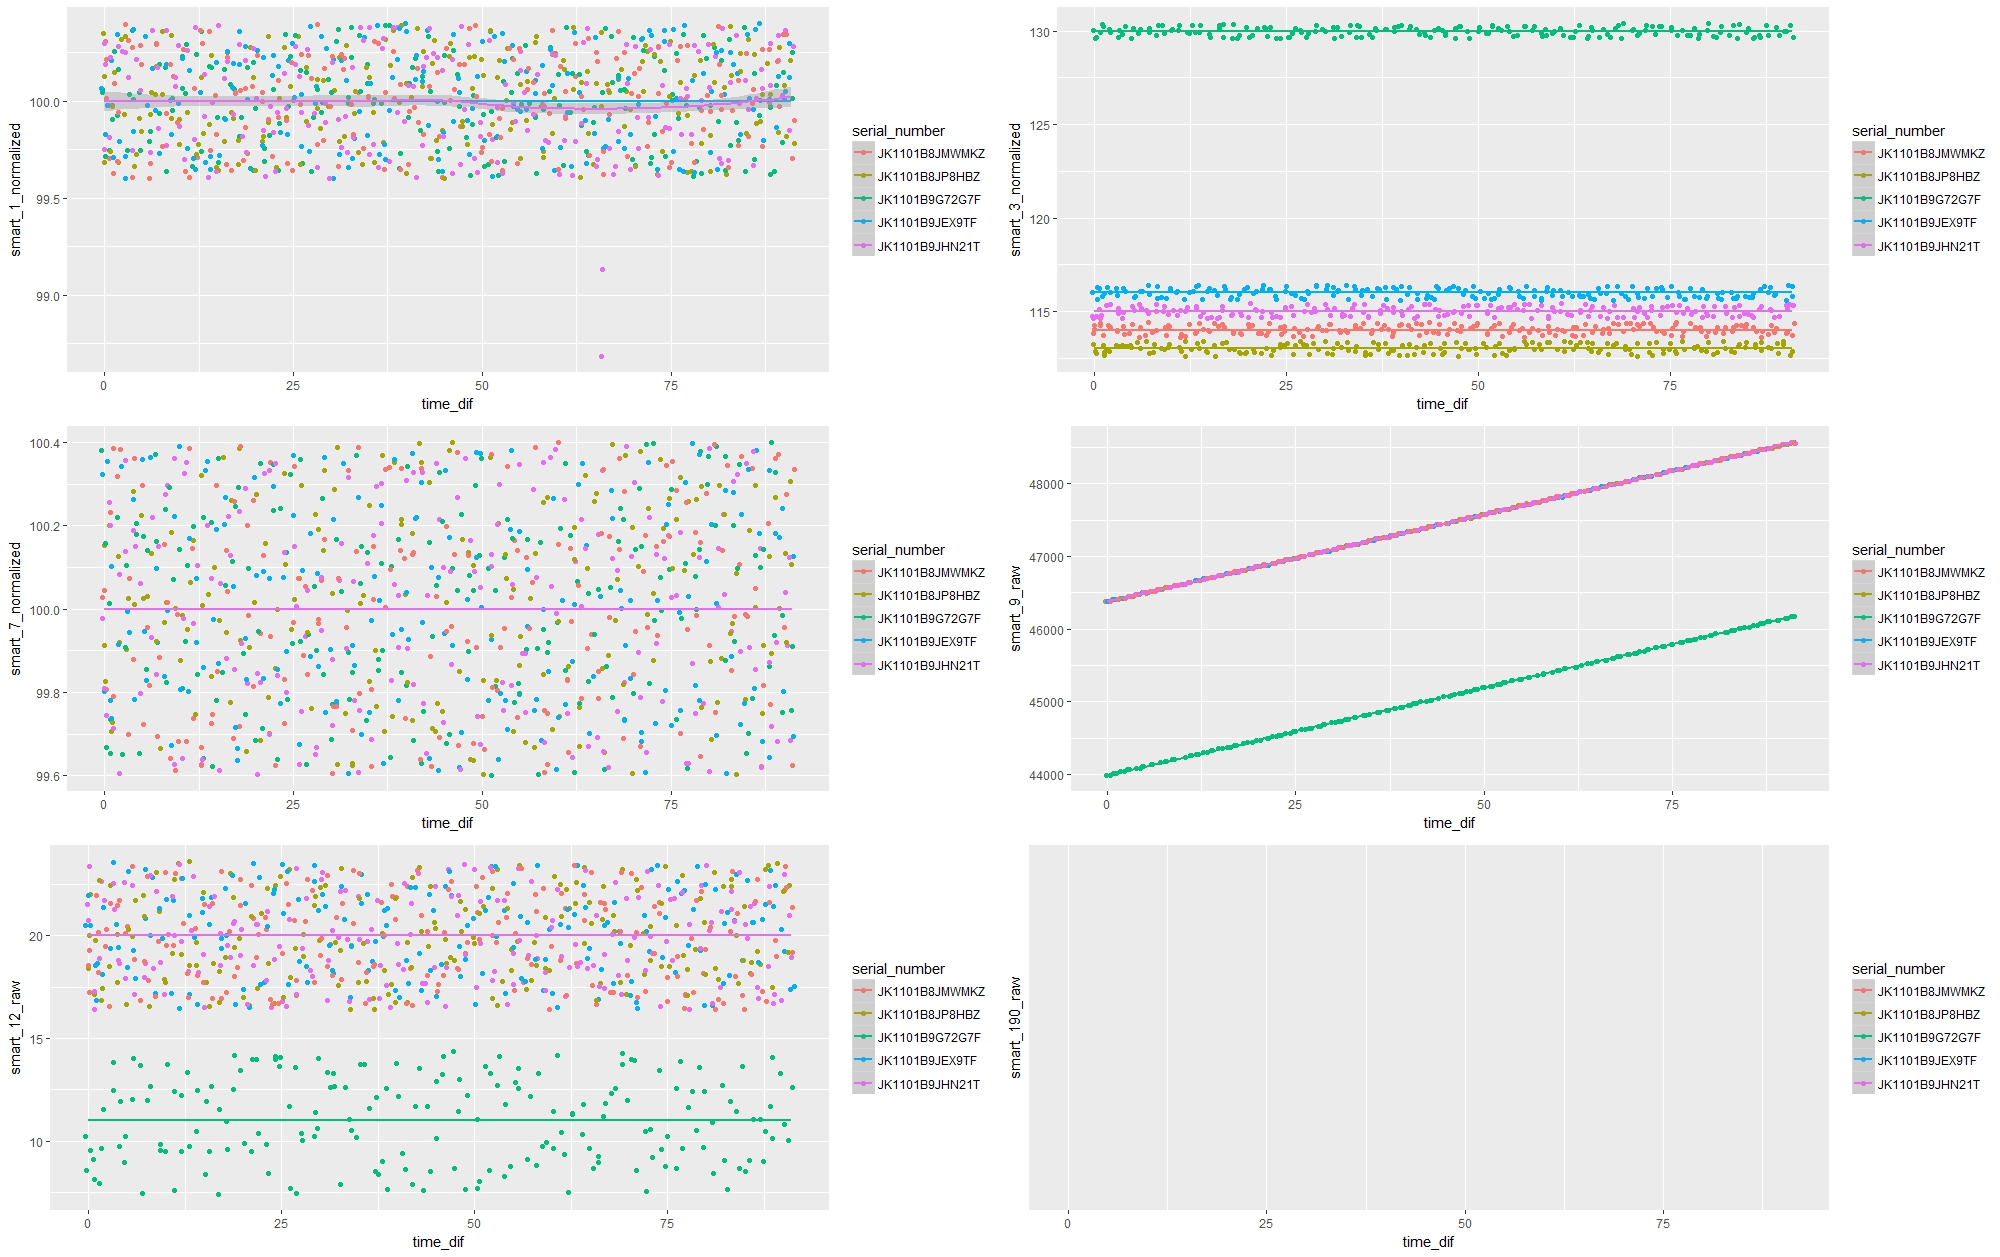 smart_1_normalized
100.0
99.5
99.0
0
25
50
75
time_dif
serial_number
JK1101B8JMWMKZ
JK1101B8JP8HBZ
JK1101B9G72G7F
JK1101B9JEX9TF
JK1101B9JHN21T
smart_3_normalized
130
125
120
115
0
25
50
75
time_dif
serial_number
JK1101B8JMWMKZ
JK1101B8JP8HBZ
JK1101B9G72G7F
JK1101B9JEX9TF
JK1101B9JHN21T
smart_7_normalized
100.4
100.2
100.0
99.8
99.6
0
25
50
75
time_dif
serial_number
JK1101B8JMWMKZ
JK1101B8JP8HBZ
JK1101B9G72G7F
JK1101B9JEX9TF
JK1101B9JHN21T
smart_9_raw
48000
47000
46000
45000
44000
0
25
50
75
time_dif
serial_number
JK1101B8JMWMKZ
JK1101B8JP8HBZ
JK1101B9G72G7F
JK1101B9JEX9TF
JK1101B9JHN21T
smart_12_raw
20
15
10
0
25
50
75
time_dif
serial_number
JK1101B8JMWMKZ
JK1101B8JP8HBZ
JK1101B9G72G7F
JK1101B9JEX9TF
JK1101B9JHN21T
smart_190_raw
0
25
50
75
time_dif
serial_number
JK1101B8JMWMKZ
JK1101B8JP8HBZ
JK1101B9G72G7F
JK1101B9JEX9TF
JK1101B9JHN21T